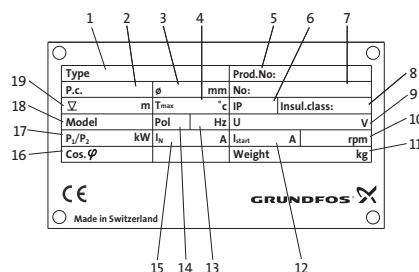 1 2 3 4 5 6 7
Type Prod.No:
P.c. ø mm No:
19 ▽ m Tmax °c IP Insul.class: 8
18 Model Pol Hz U V 9
17 P₁/P₂ kW I_N A I_start A rpm 10
16 Cos.φ Weight kg 11
CE GRUNDFOS
Made in Switzerland
15 14 13 12